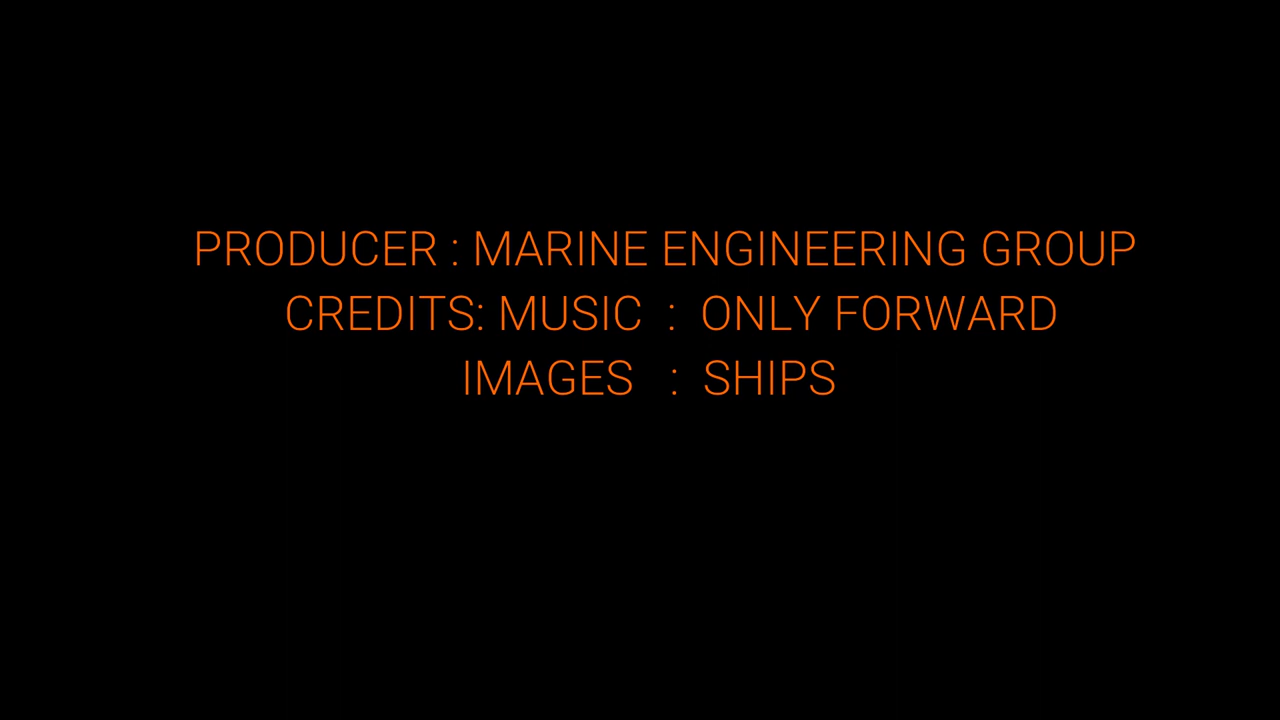 PRODUCER : MARINE ENGINEERING GROUP
CREDITS: MUSIC : ONLY FORWARD
IMAGES : SHIPS